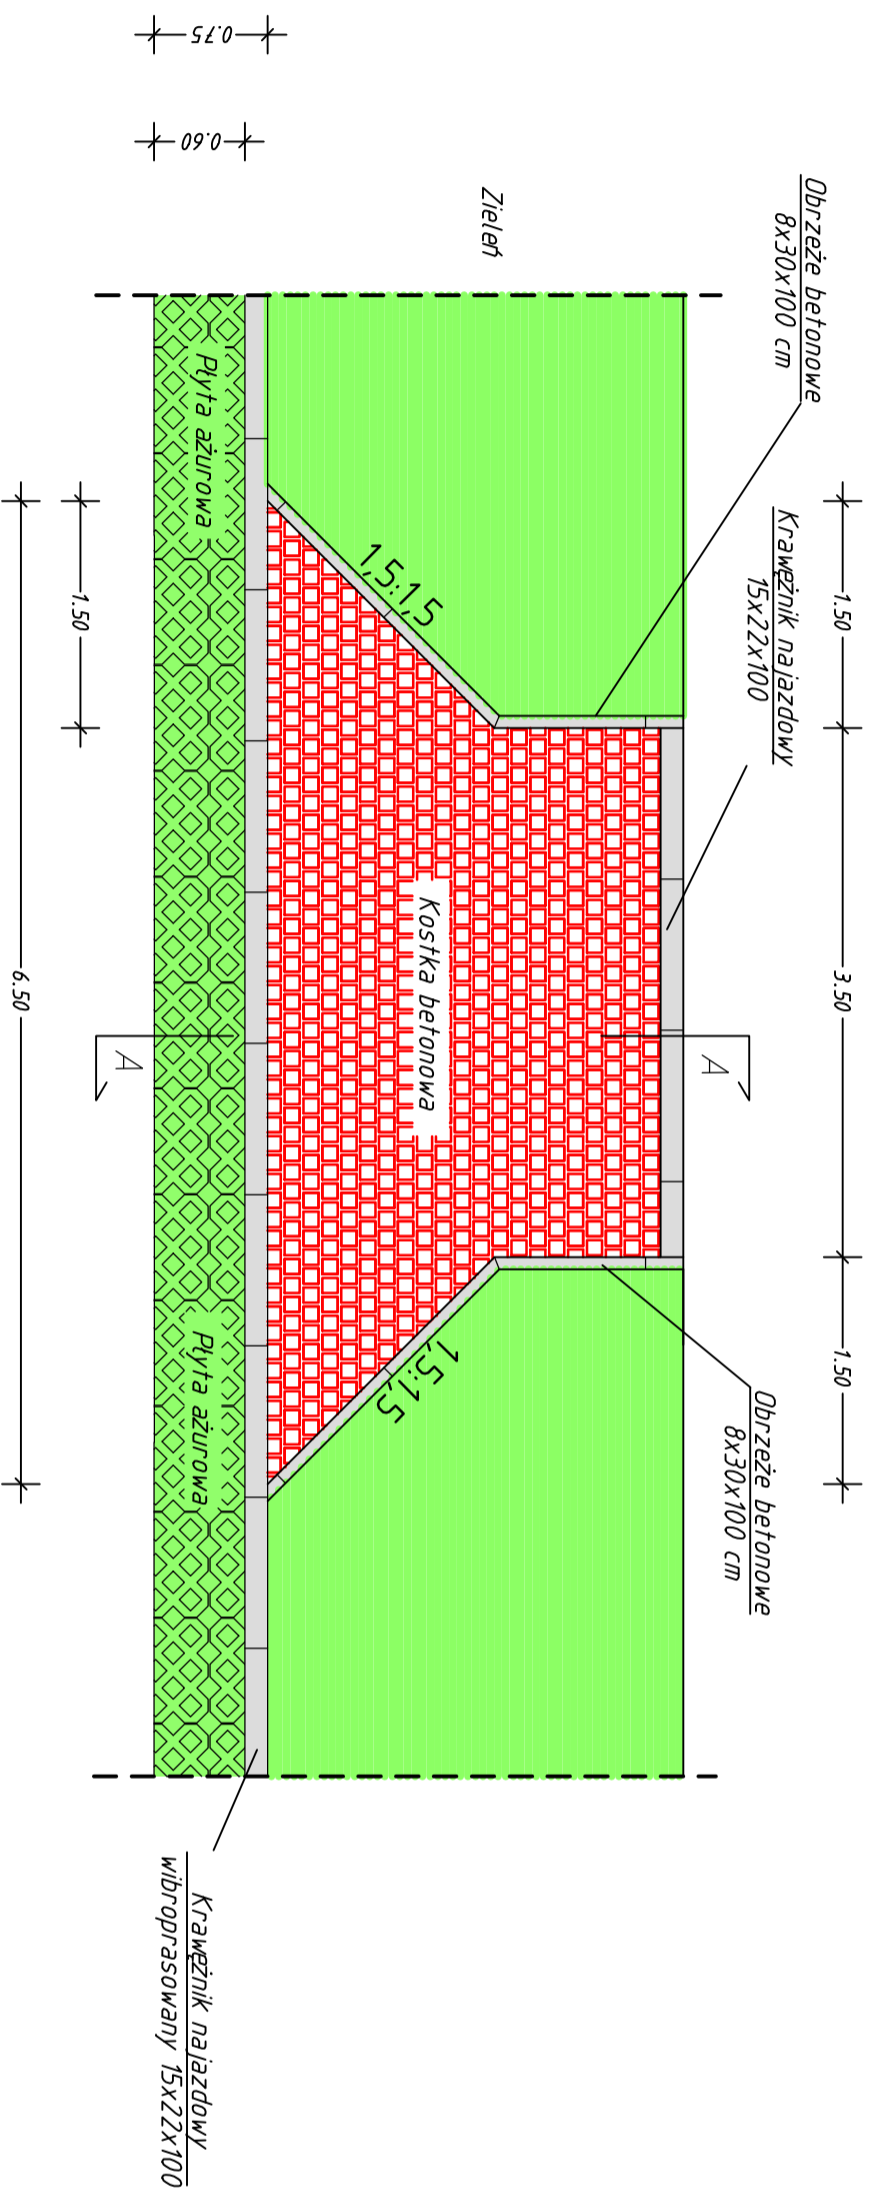 1.50
3.50
1.50
Obrzeże betonowe
8x30x100 cm
Krawężnik najazdowy
15x22x100
Obrzeże betonowe
8x30x100 cm
Zieleń
1,5:1,5
Kostka betonowa
1,5:1,5
A
A
Płyta ażurowa
Płyta ażurowa
Krawężnik najazdowy
wibroprasowany 15x22x100
0.75
0.60
1.50
6.50